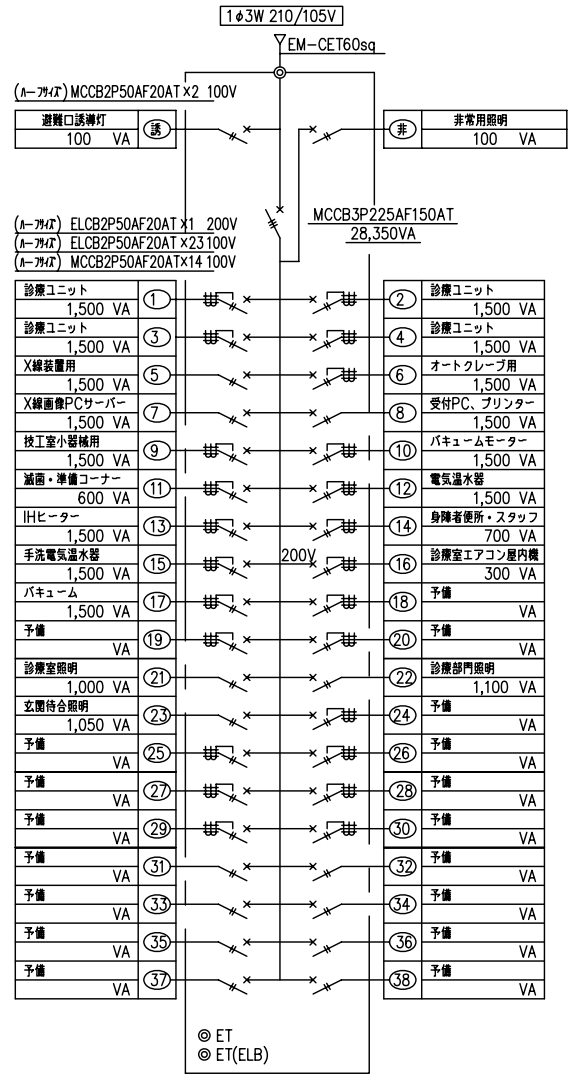 1φ3W 210/105V
EM-CET60sq
(ハーフサイズ) MCCB2P50AF20AT×2 100V
避難口誘導灯
100 VA
誘
非
非常用照明
100 VA
MCCB3P225AF150AT
28,350VA
(ハーフサイズ) ELCB2P50AF20AT×1 200V
(ハーフサイズ) ELCB2P50AF20AT×23 100V
(ハーフサイズ) MCCB2P50AF20AT×14 100V
診療ユニット
1,500 VA
1
2
診療ユニット
1,500 VA
診療ユニット
1,500 VA
3
4
診療ユニット
1,500 VA
X線装置用
1,500 VA
5
6
オートクレーブ用
1,500 VA
X線画像PCサーバー
1,500 VA
7
8
受付PC、プリンター
1,500 VA
技工室小器械用
1,500 VA
9
10
バキュームモーター
1,500 VA
滅菌・準備コーナー
600 VA
11
12
電気温水器
1,500 VA
IHヒーター
1,500 VA
13
14
身障者便所・スタッフ
700 VA
手洗電気温水器
1,500 VA
15
200V
16
診療室エアコン屋内機
300 VA
バキューム
1,500 VA
17
18
予備
VA
予備
VA
19
20
予備
VA
診療室照明
1,000 VA
21
22
診療部門照明
1,100 VA
玄関待合照明
1,050 VA
23
24
予備
VA
予備
VA
25
26
予備
VA
予備
VA
27
28
予備
VA
予備
VA
29
30
予備
VA
予備
VA
31
32
予備
VA
予備
VA
33
34
予備
VA
予備
VA
35
36
予備
VA
予備
VA
37
38
予備
VA
◎ ET
◎ ET(ELB)